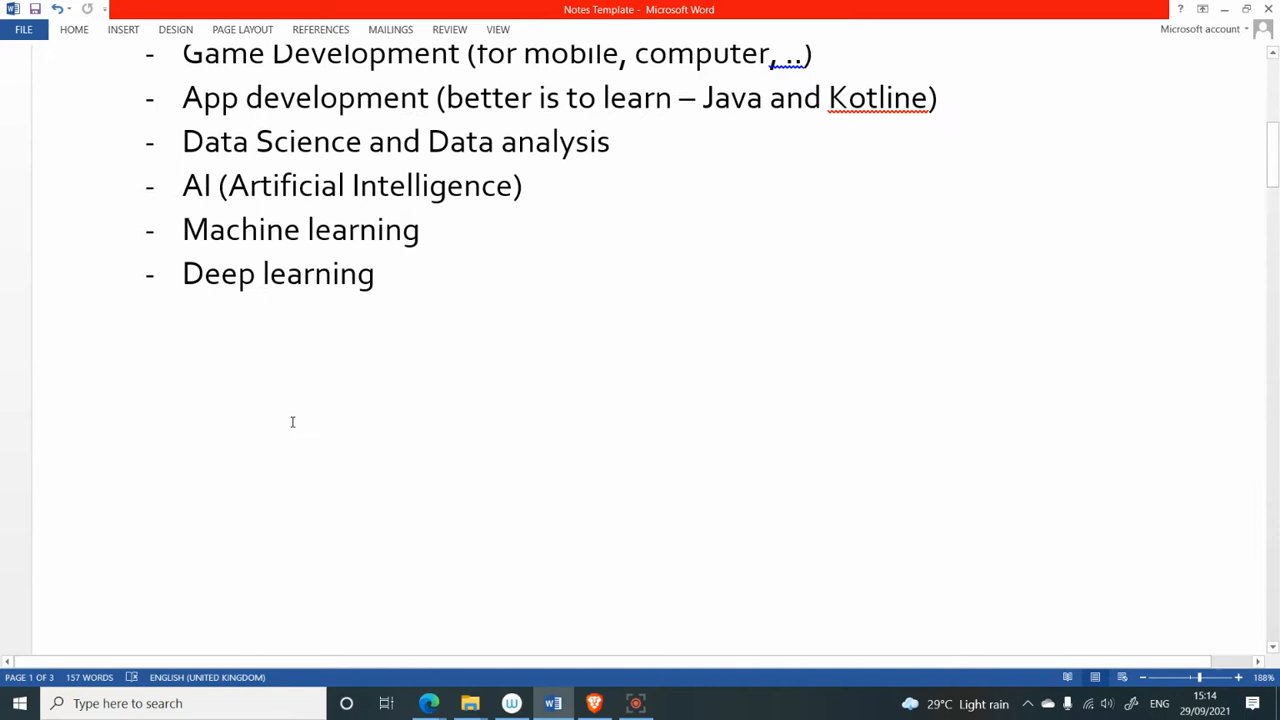 Notes Template - Microsoft Word
FILE HOME INSERT DESIGN PAGE LAYOUT REFERENCES MAILINGS REVIEW VIEW Microsoft account
- Game Development (for mobile, computer, ..)
- App development (better is to learn – Java and Kotline)
- Data Science and Data analysis
- AI (Artificial Intelligence)
- Machine learning
- Deep learning
PAGE 1 OF 3 157 WORDS ENGLISH (UNITED KINGDOM) 188%
Type here to search 29°C Light rain ENG 15:14
29/09/2021